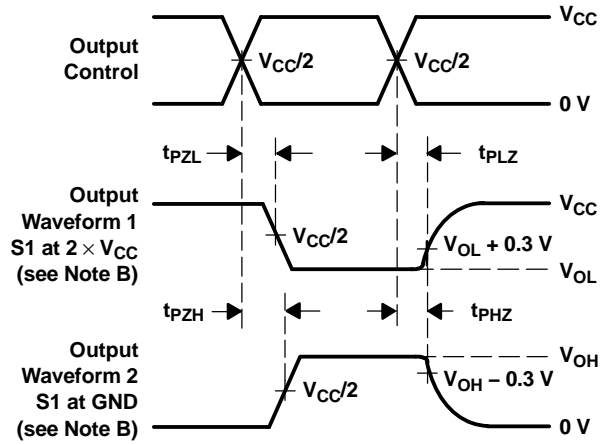 V_CC
Output
Control
V_CC/2
V_CC/2
0 V
t_PZL
t_PLZ
Output
Waveform 1
S1 at 2 × V_CC
(see Note B)
V_CC
V_CC/2
V_OL + 0.3 V
V_OL
t_PZH
t_PHZ
Output
Waveform 2
S1 at GND
(see Note B)
V_OH
V_CC/2
V_OH − 0.3 V
0 V